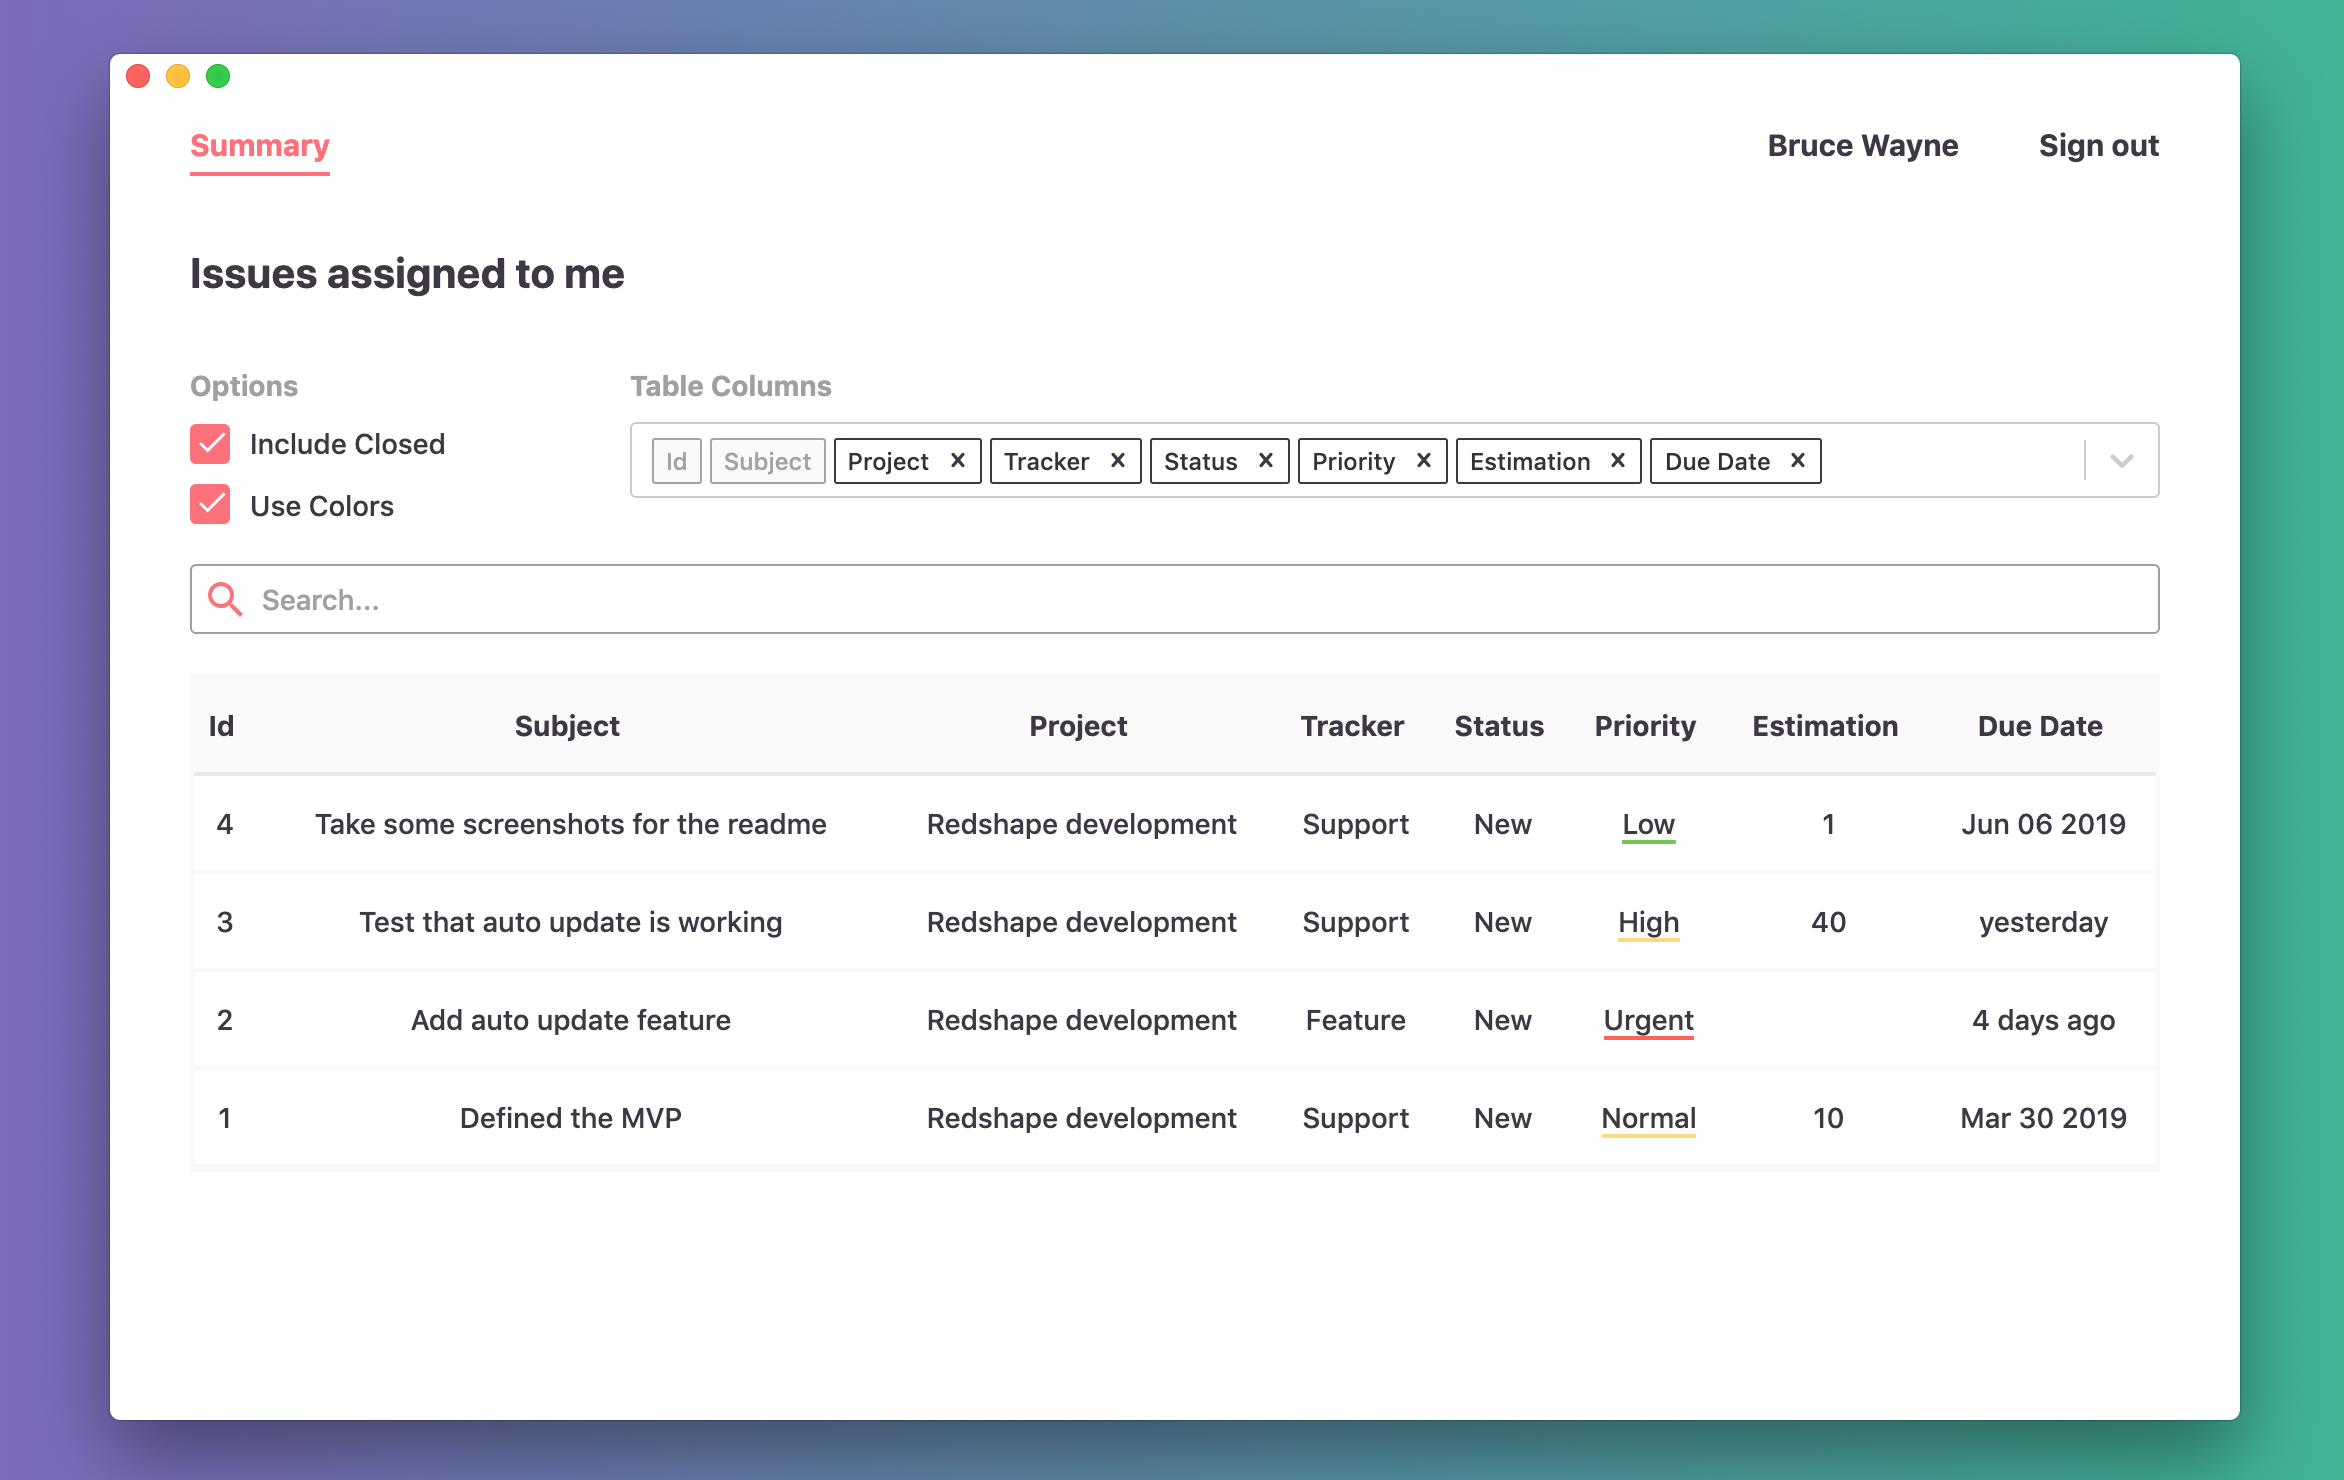 Summary Bruce Wayne Sign out
Issues assigned to me
Options Table Columns
Include Closed Id Subject Project × Tracker × Status × Priority × Estimation × Due Date ×
Use Colors
Search...
Id Subject Project Tracker Status Priority Estimation Due Date
4 Take some screenshots for the readme Redshape development Support New Low 1 Jun 06 2019
3 Test that auto update is working Redshape development Support New High 40 yesterday
2 Add auto update feature Redshape development Feature New Urgent 4 days ago
1 Defined the MVP Redshape development Support New Normal 10 Mar 30 2019